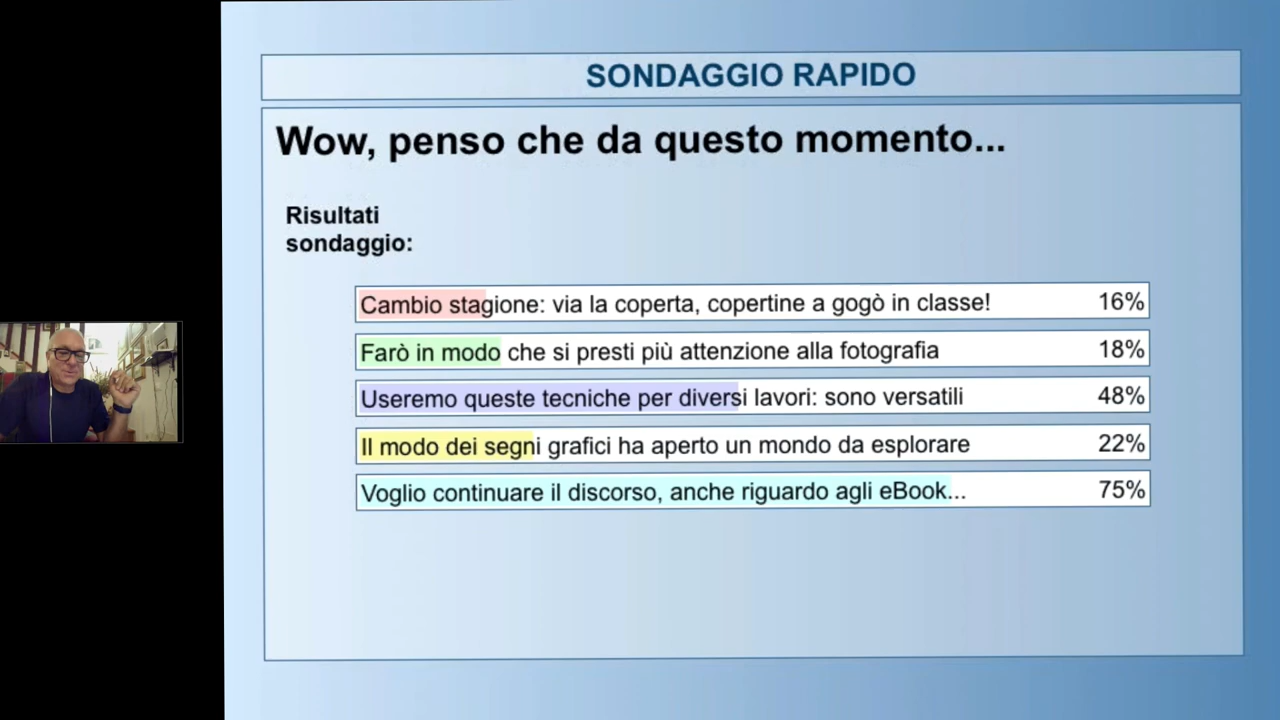 SONDAGGIO RAPIDO
Wow, penso che da questo momento...
Risultati
sondaggio:
Cambio stagione: via la coperta, copertine a gogò in classe! 16%
Farò in modo che si presti più attenzione alla fotografia 18%
Useremo queste tecniche per diversi lavori: sono versatili 48%
Il modo dei segni grafici ha aperto un mondo da esplorare 22%
Voglio continuare il discorso, anche riguardo agli eBook... 75%